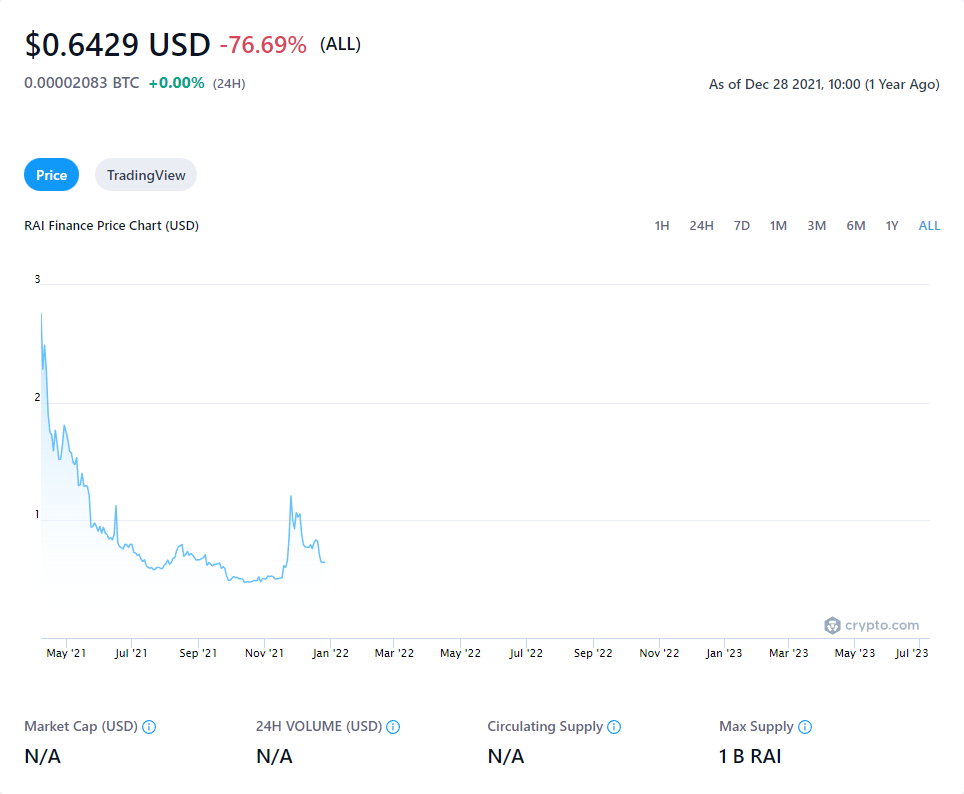 $0.6429 USD -76.69% (ALL)
0.00002083 BTC +0.00% (24H)
As of Dec 28 2021, 10:00 (1 Year Ago)
Price TradingView
RAI Finance Price Chart (USD)
1H 24H 7D 1M 3M 6M 1Y ALL
3
2
1
crypto.com
May '21 Jul '21 Sep '21 Nov '21 Jan '22 Mar '22 May '22 Jul '22 Sep '22 Nov '22 Jan '23 Mar '23 May '23 Jul '23
Market Cap (USD) 24H VOLUME (USD) Circulating Supply Max Supply
N/A N/A N/A 1 B RAI